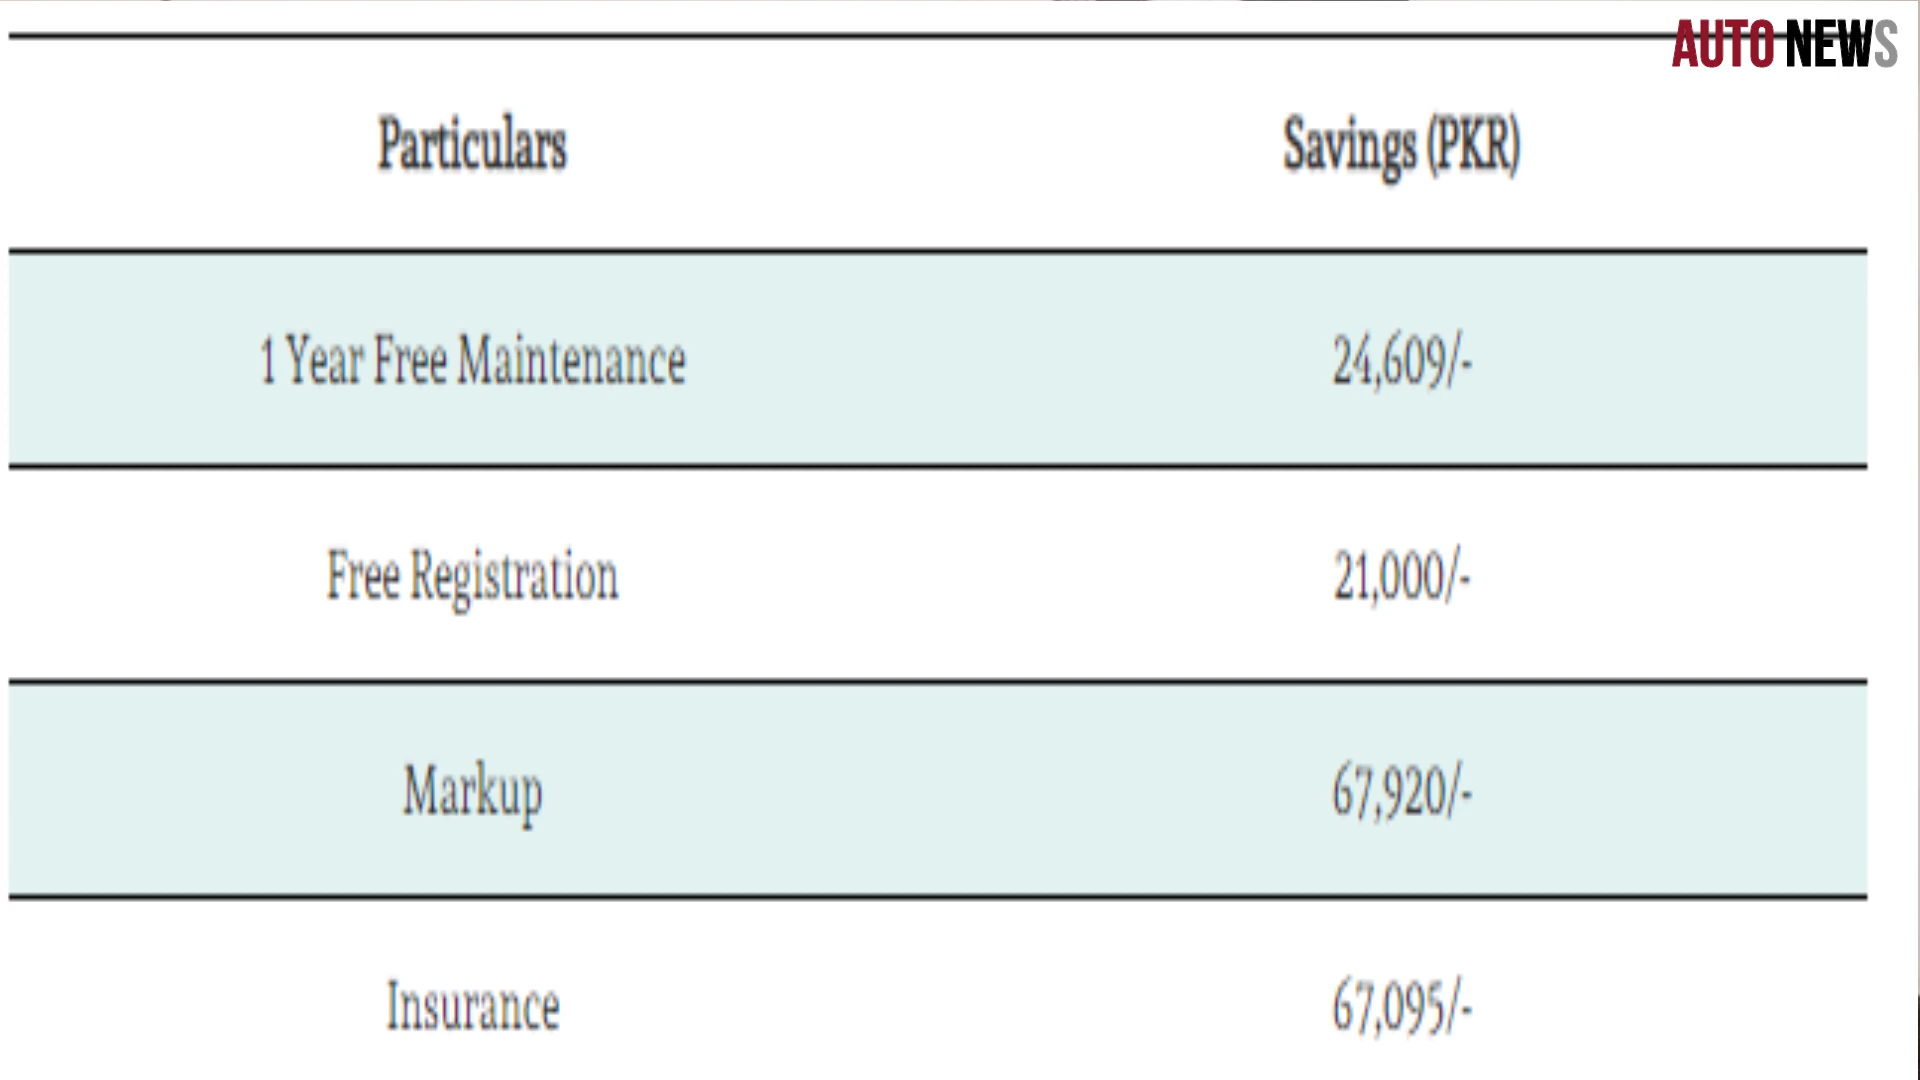 AUTO NEWS
Particulars Savings (PKR)
1 Year Free Maintenance 24,609/-
Free Registration 21,000/-
Markup 67,920/-
Insurance 67,095/-